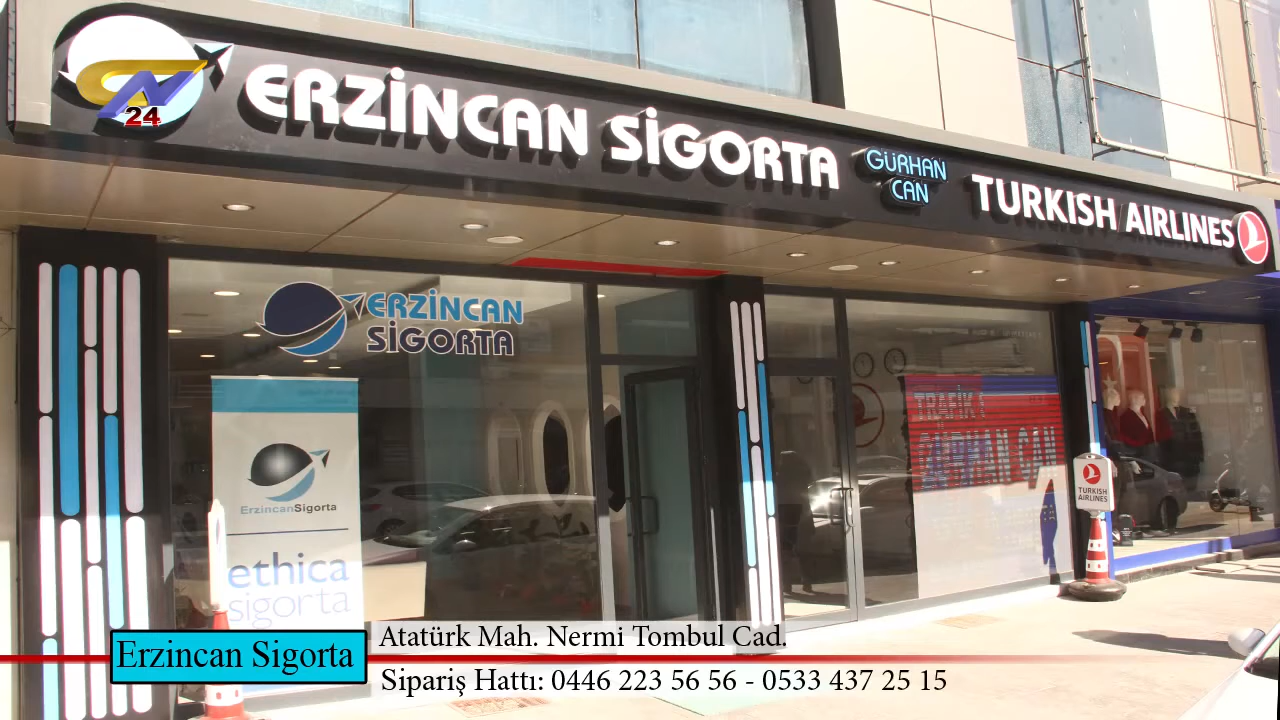 CN
24
ERZİNCAN SİGORTA
GÜRHAN
CAN
TURKISH AIRLINES
ERZİNCAN
SİGORTA
ErzincanSigorta
ethica
sigorta
TRAFİK
GÜRHAN CAN
TURKISH
AIRLINES
Erzincan Sigorta
Atatürk Mah. Nermi Tombul Cad.
Sipariş Hattı: 0446 223 56 56 - 0533 437 25 15